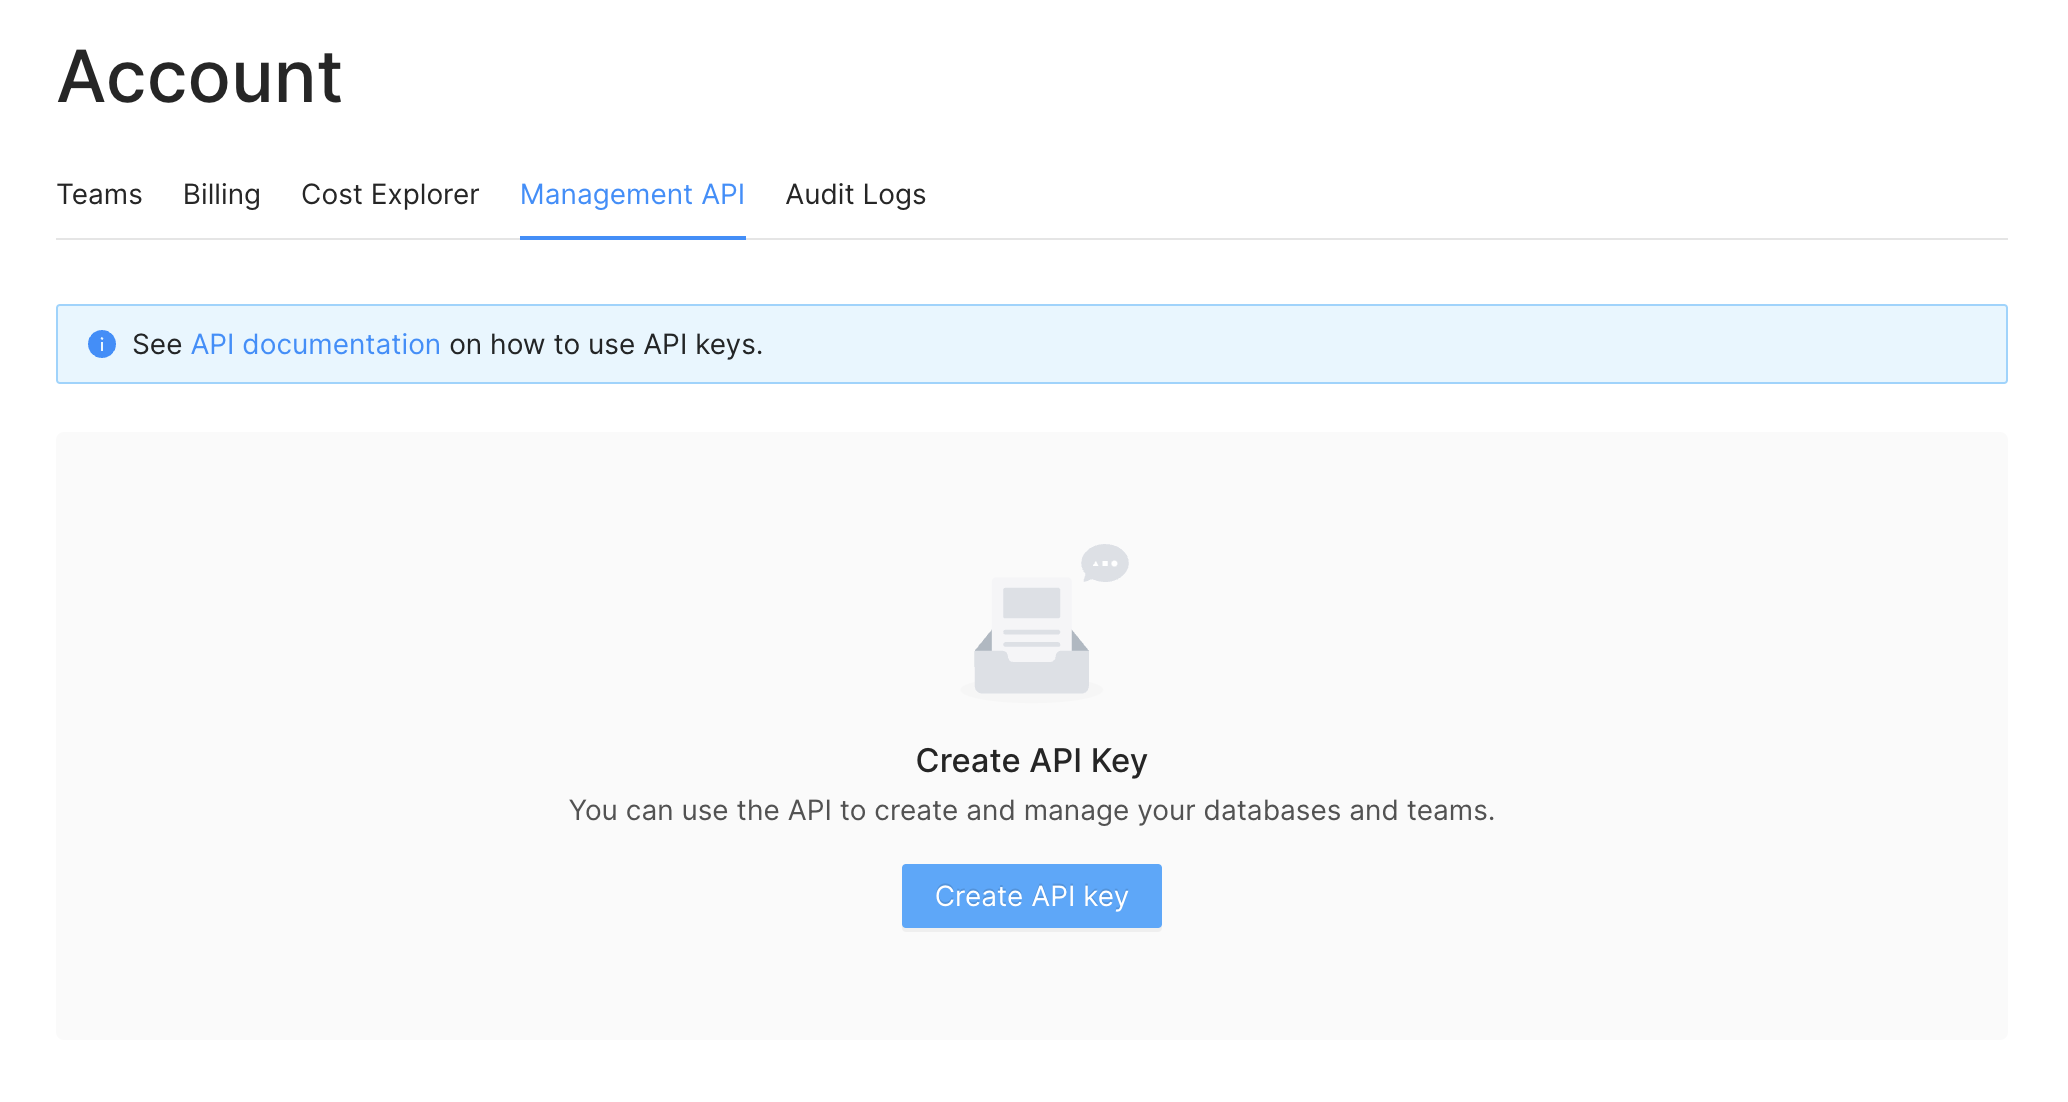 Account
Teams Billing Cost Explorer Management API Audit Logs
See API documentation on how to use API keys.
Create API Key
You can use the API to create and manage your databases and teams.
Create API key